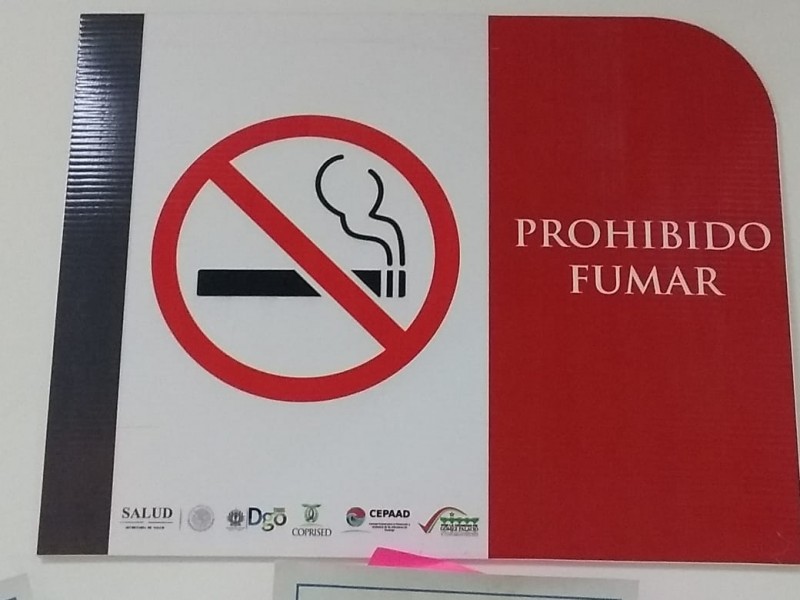 PROHIBIDO
FUMAR
SALUD
Dgo
COPRISED
CEPAAD